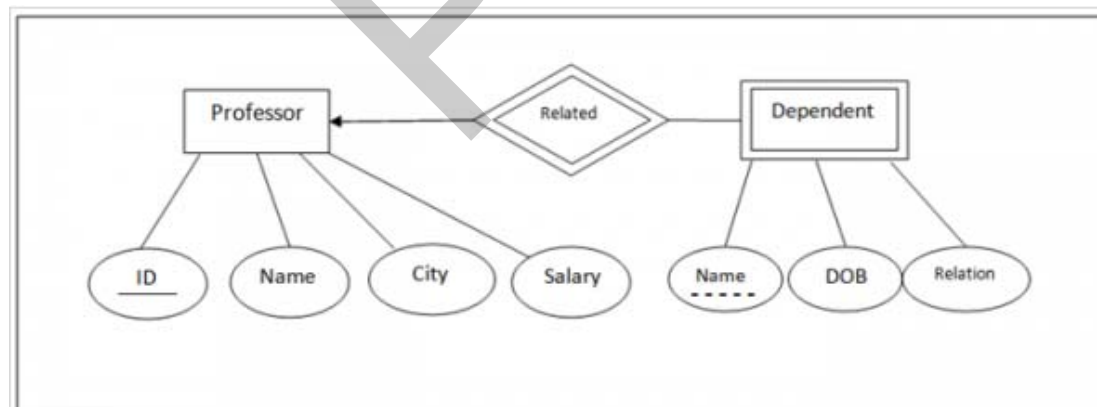 Professor
Related
Dependent
ID
Name
City
Salary
Name
DOB
Relation